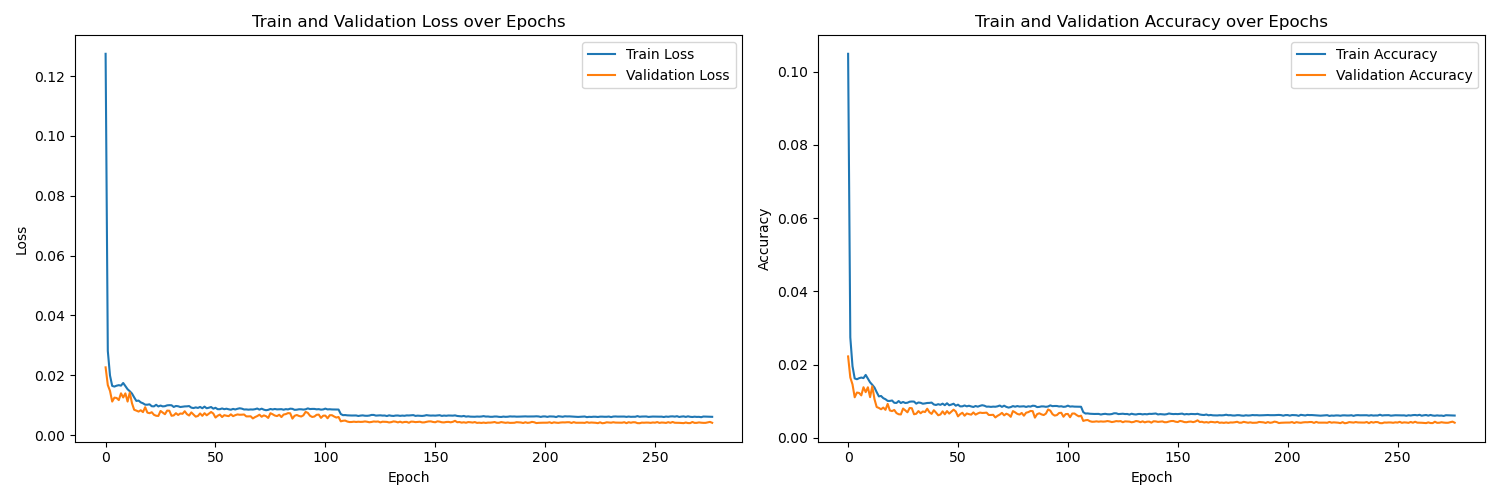 Train and Validation Loss over Epochs
Train Loss
Validation Loss
0.12
0.10
0.08
0.06
0.04
0.02
0.00
Loss
0
50
100
150
200
250
Epoch
Train and Validation Accuracy over Epochs
Train Accuracy
Validation Accuracy
0.10
0.08
0.06
0.04
0.02
0.00
Accuracy
0
50
100
150
200
250
Epoch